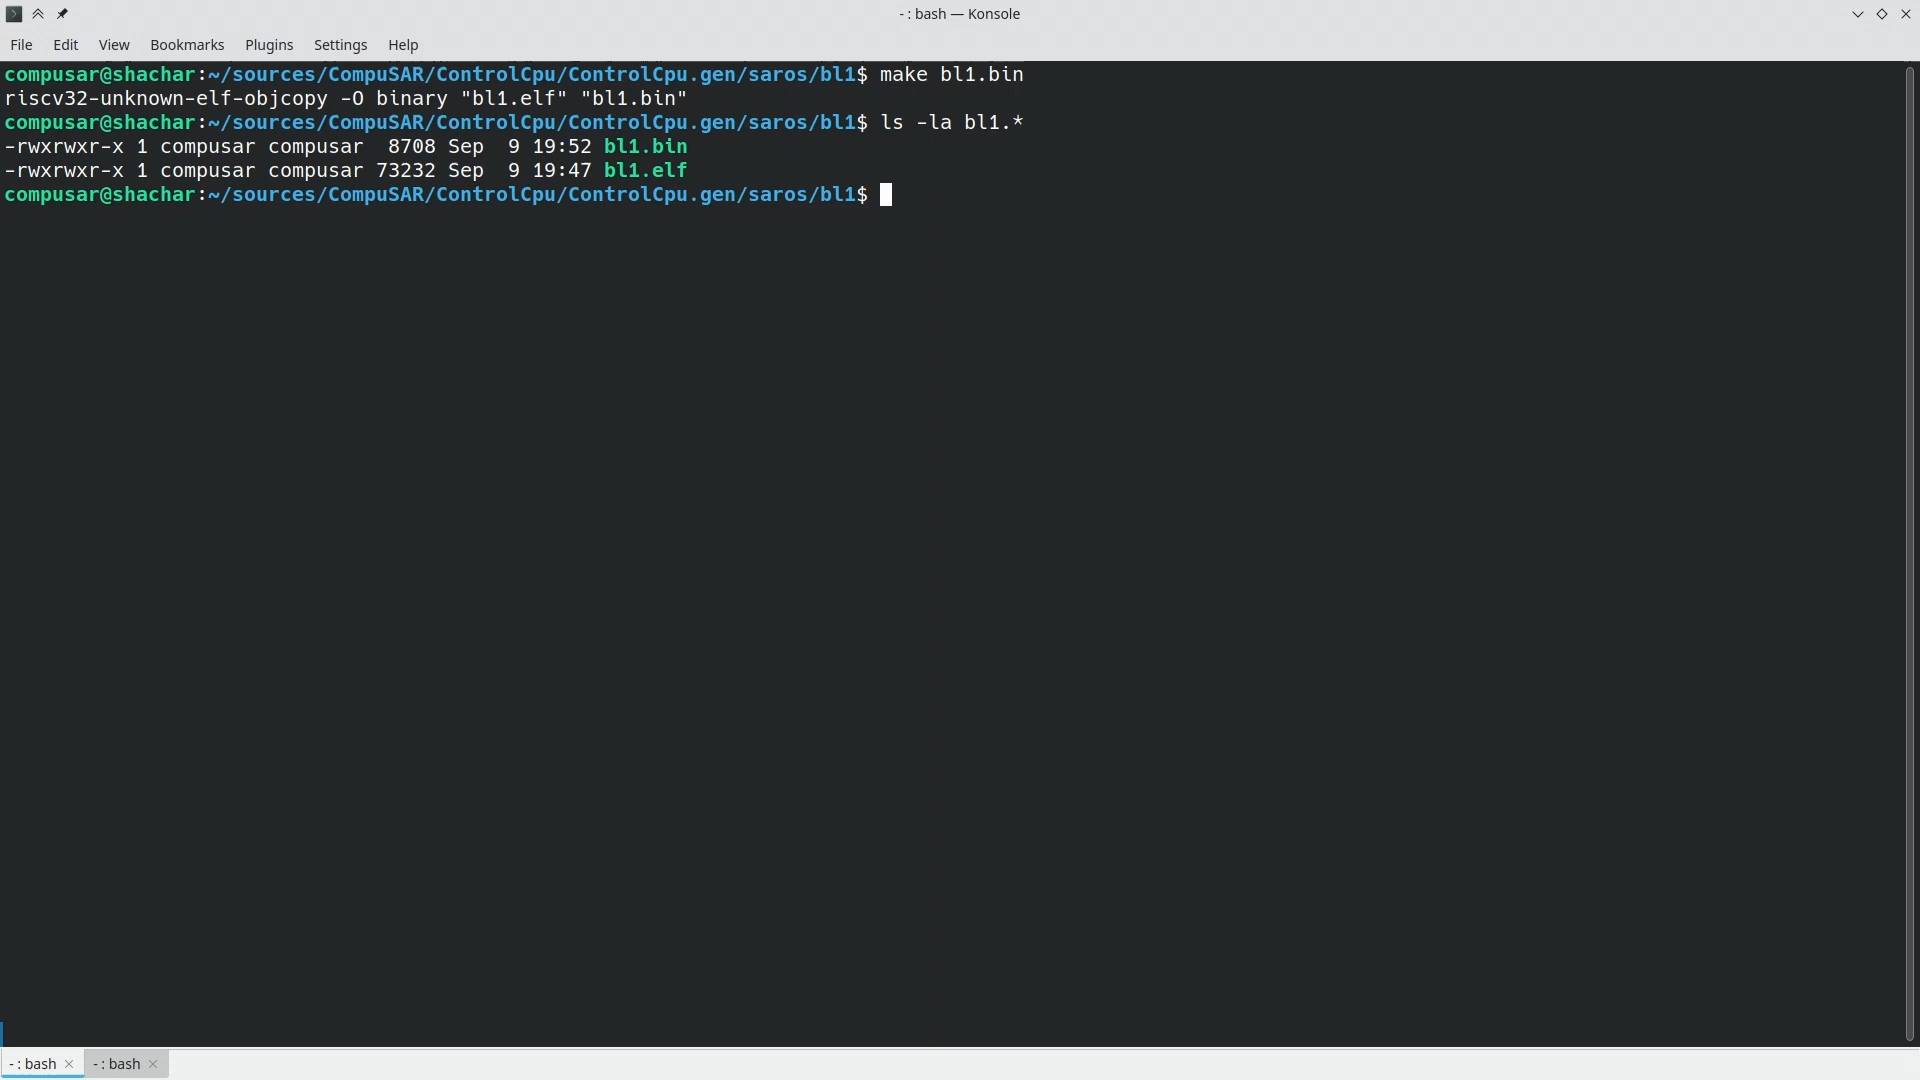 - : bash — Konsole
File Edit View Bookmarks Plugins Settings Help
compusar@shachar:~/sources/CompuSAR/ControlCpu/ControlCpu.gen/saros/bl1$ make bl1.bin
riscv32-unknown-elf-objcopy -O binary "bl1.elf" "bl1.bin"
compusar@shachar:~/sources/CompuSAR/ControlCpu/ControlCpu.gen/saros/bl1$ ls -la bl1.*
-rwxrwxr-x 1 compusar compusar  8708 Sep  9 19:52 bl1.bin
-rwxrwxr-x 1 compusar compusar 73232 Sep  9 19:47 bl1.elf
compusar@shachar:~/sources/CompuSAR/ControlCpu/ControlCpu.gen/saros/bl1$
- : bash - : bash